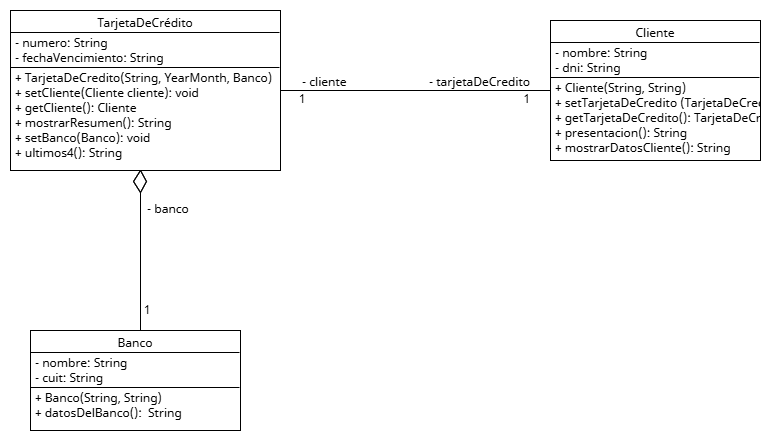 TarjetaDeCrédito
- numero: String
- fechaVencimiento: String
+ TarjetaDeCredito(String, YearMonth, Banco)
+ setCliente(Cliente cliente): void
+ getCliente(): Cliente
+ mostrarResumen(): String
+ setBanco(Banco): void
+ ultimos4(): String
- cliente
1
- tarjetaDeCredito
1
Cliente
- nombre: String
- dni: String
+ Cliente(String, String)
+ setTarjetaDeCredito (TarjetaDeCre
+ getTarjetaDeCredito(): TarjetaDeCr
+ presentacion(): String
+ mostrarDatosCliente(): String
- banco
1
Banco
- nombre: String
- cuit: String
+ Banco(String, String)
+ datosDelBanco(): String